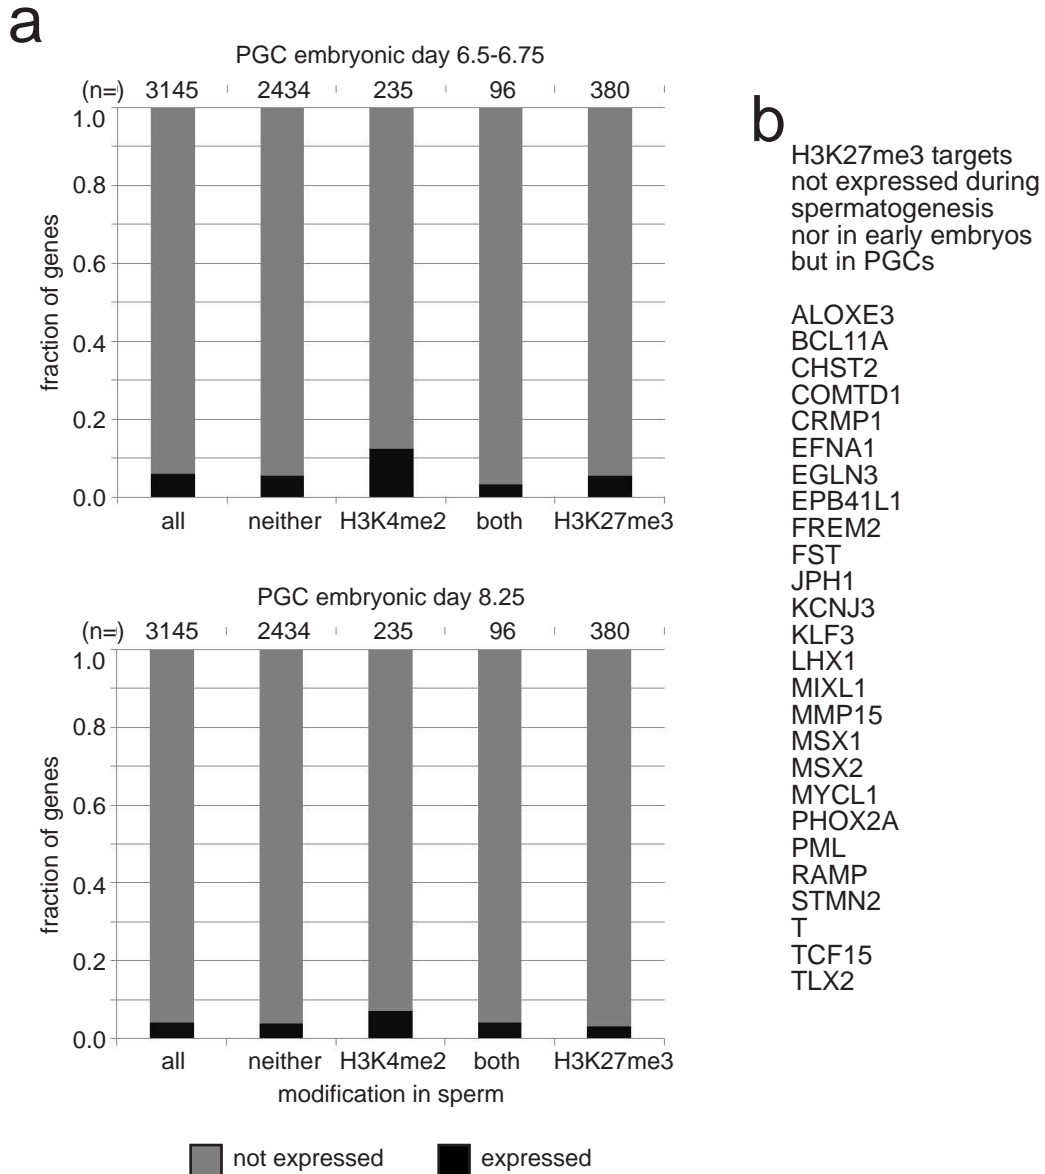 a
PGC embryonic day 6.5-6.75
(n=) 3145 2434 235 96 380
1.0
0.8
0.6
0.4
0.2
0.0
fraction of genes
all neither H3K4me2 both H3K27me3
PGC embryonic day 8.25
(n=) 3145 2434 235 96 380
1.0
0.8
0.6
0.4
0.2
0.0
fraction of genes
all neither H3K4me2 both H3K27me3
modification in sperm
not expressed expressed
b
H3K27me3 targets
not expressed during
spermatogenesis
nor in early embryos
but in PGCs
ALOXE3
BCL11A
CHST2
COMTD1
CRMP1
EFNA1
EGLN3
EPB41L1
FREM2
FST
JPH1
KCNJ3
KLF3
LHX1
MIXL1
MMP15
MSX1
MSX2
MYCL1
PHOX2A
PML
RAMP
STMN2
T
TCF15
TLX2